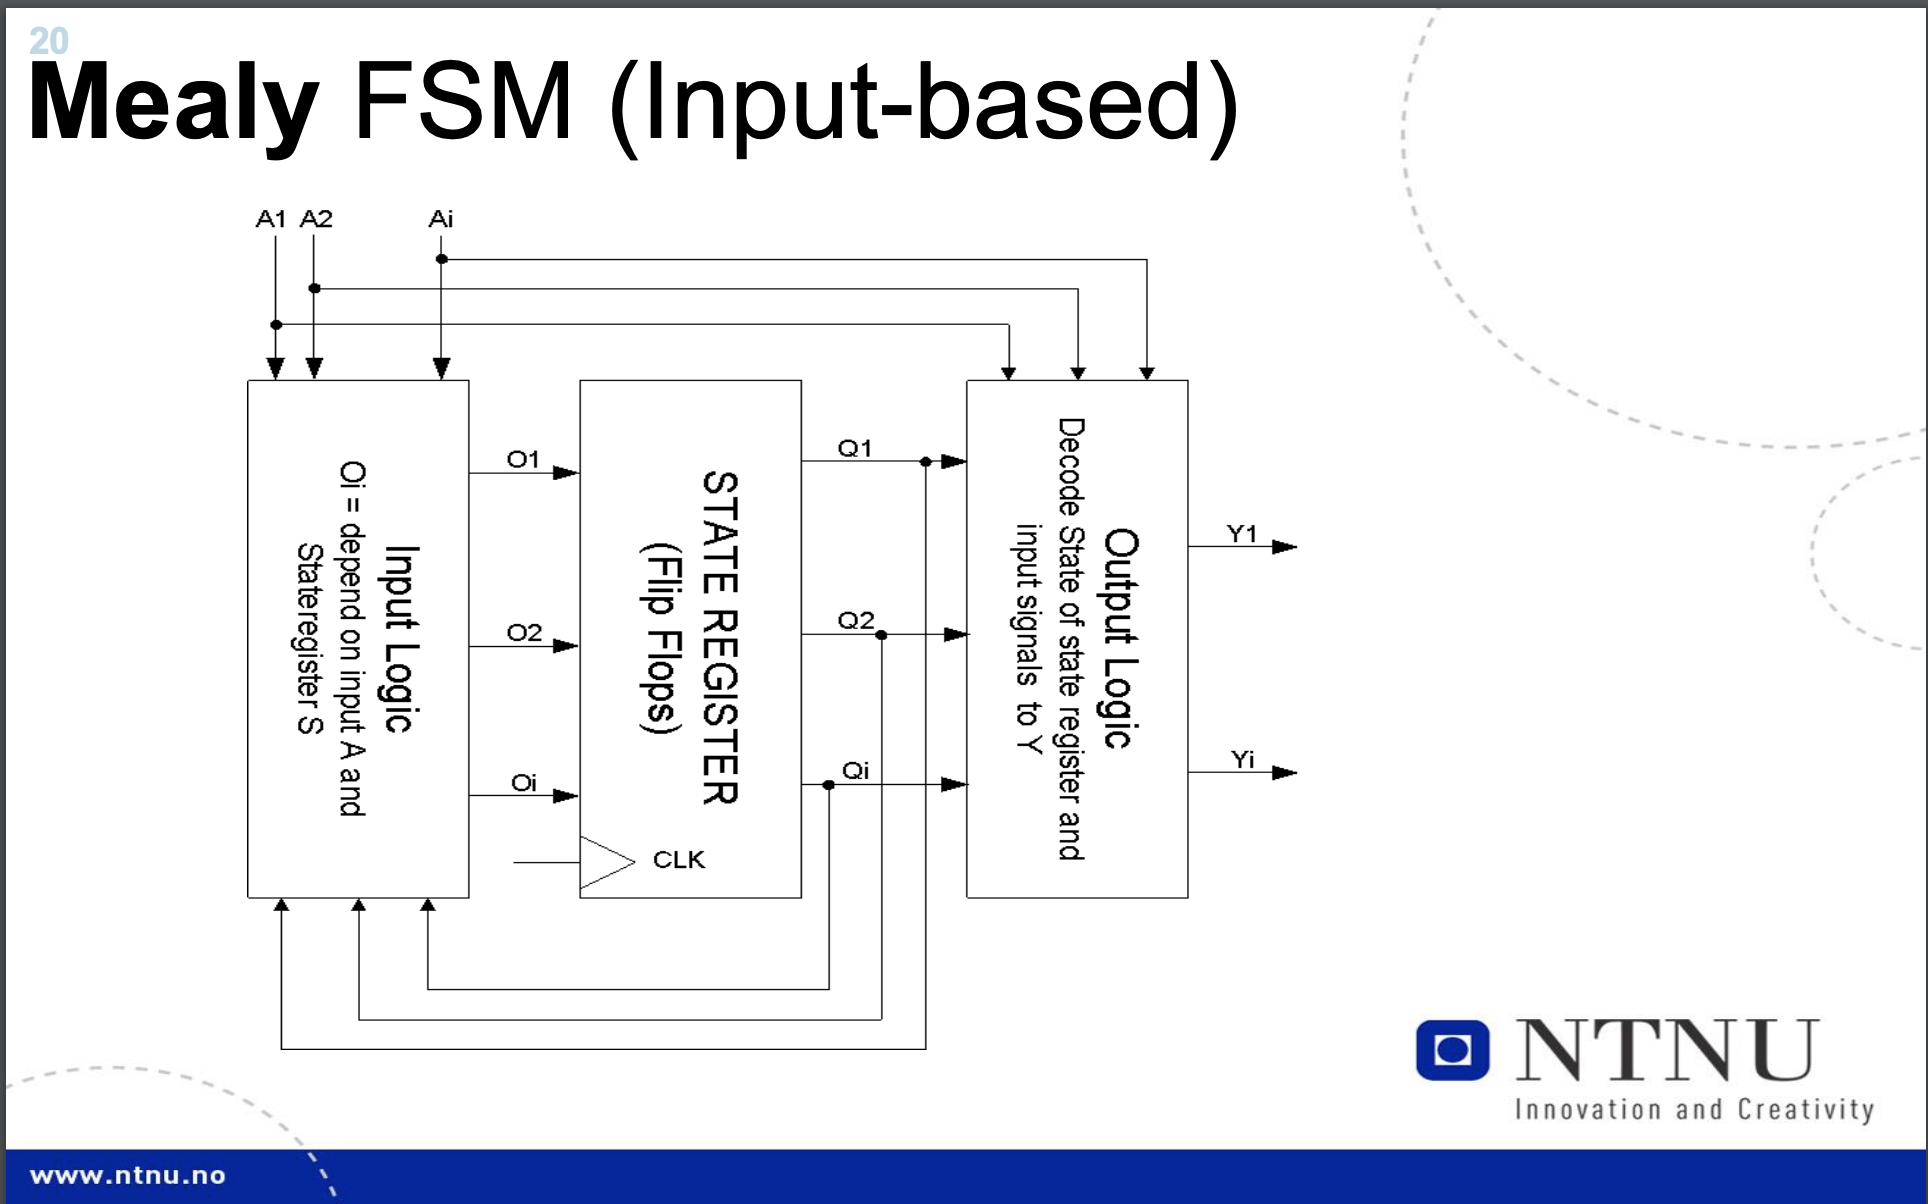 20
Mealy FSM (Input-based)
A1 A2 Ai
Input Logic
Oi = depend on input A and
Stateregister S
O1
O2
Oi
STATE REGISTER
(Flip Flops)
CLK
Q1
Q2
Qi
Output Logic
Decode State of state register and
input signals to Y
Y1
Yi
NTNU
Innovation and Creativity
www.ntnu.no